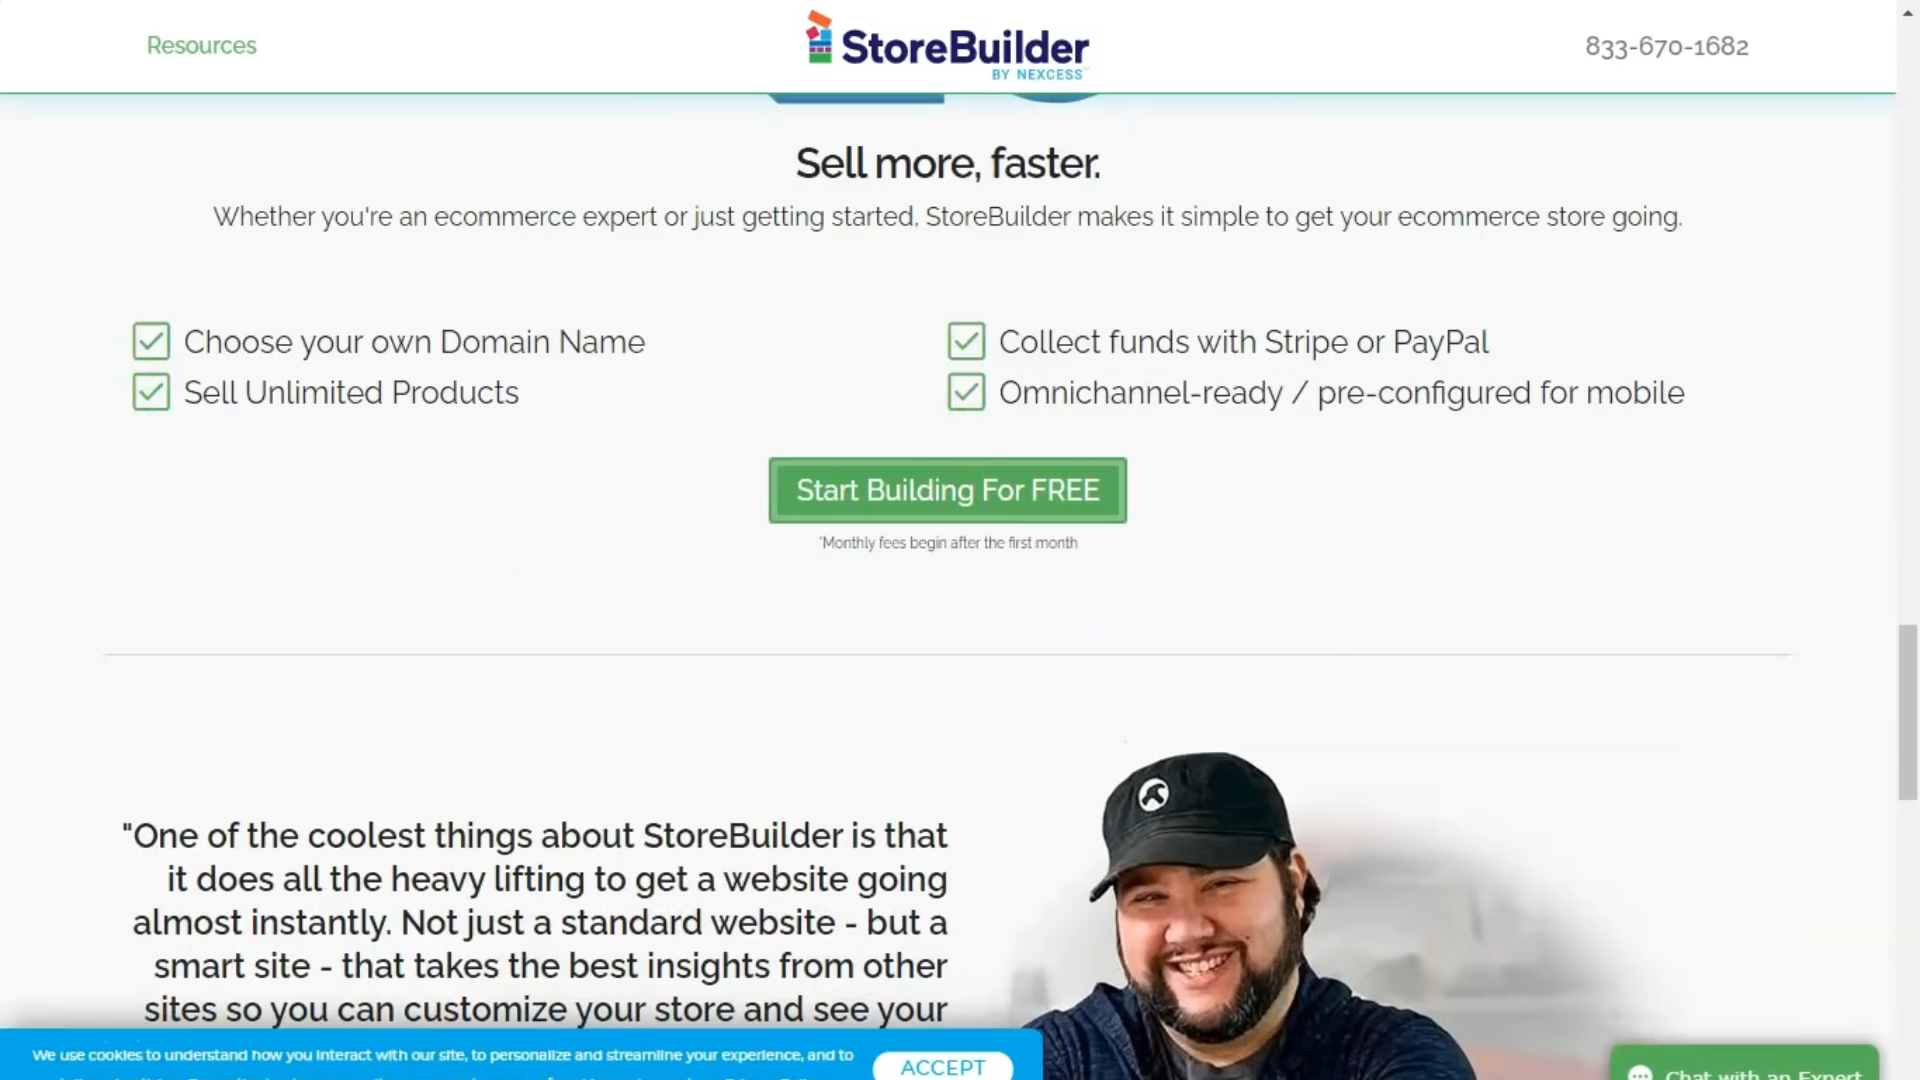 Resources
StoreBuilder
BY NEXCESS
833-670-1682
Sell more, faster.
Whether you're an ecommerce expert or just getting started, StoreBuilder makes it simple to get your ecommerce store going.
Choose your own Domain Name
Collect funds with Stripe or PayPal
Sell Unlimited Products
Omnichannel-ready / pre-configured for mobile
Start Building For FREE
*Monthly fees begin after the first month
"One of the coolest things about StoreBuilder is that
it does all the heavy lifting to get a website going
almost instantly. Not just a standard website - but a
smart site - that takes the best insights from other
sites so you can customize your store and see your
We use cookies to understand how you interact with our site, to personalize and streamline your experience, and to
ACCEPT
Chat with an Expert